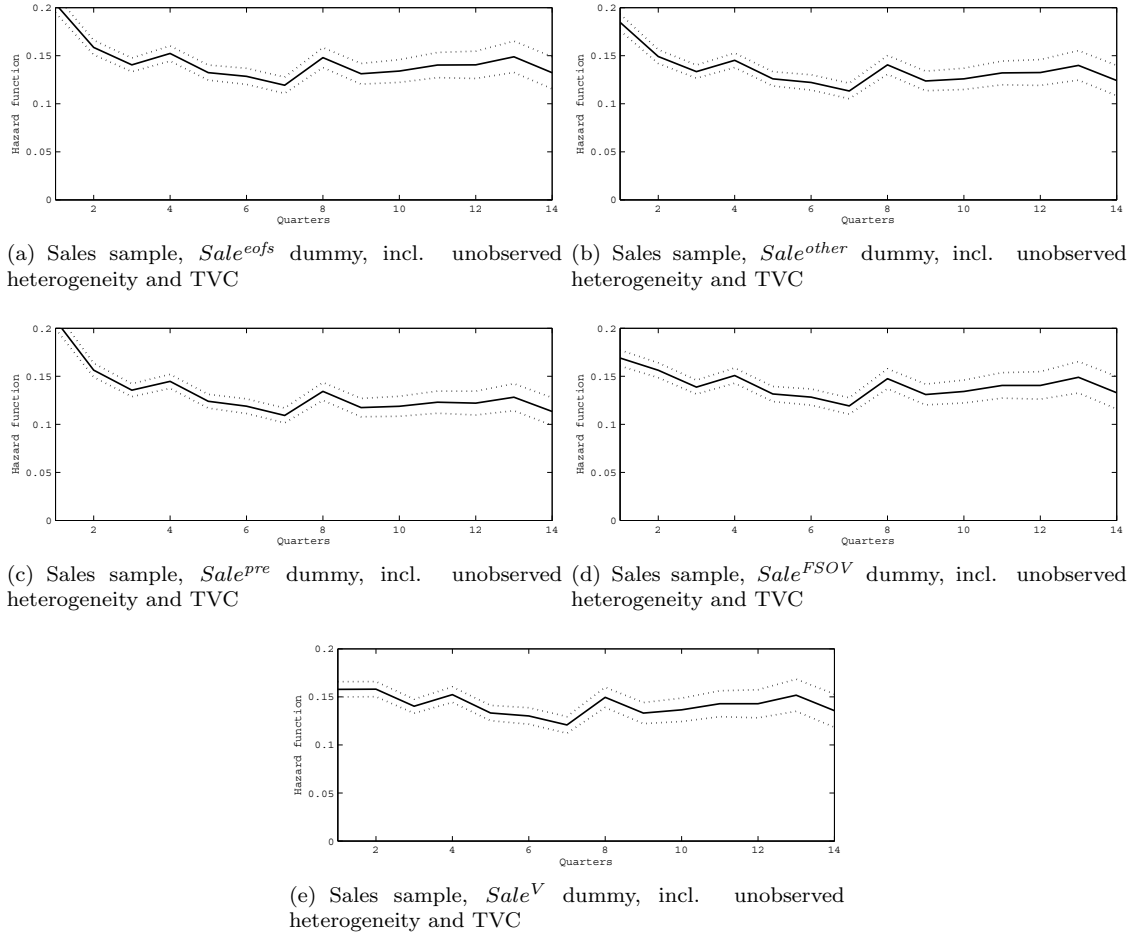 0.15
0.1
0.05
0
Hazard function
2 4 6 8 10 12 14
Quarters
(a) Sales sample, Sale^eofs dummy, incl. unobserved
heterogeneity and TVC
0.2
0.15
0.1
0.05
0
Hazard function
2 4 6 8 10 12 14
Quarters
(b) Sales sample, Sale^other dummy, incl. unobserved
heterogeneity and TVC
0.2
0.15
0.1
0.05
0
Hazard function
2 4 6 8 10 12 14
Quarters
(c) Sales sample, Sale^pre dummy, incl. unobserved
heterogeneity and TVC
0.2
0.15
0.1
0.05
0
Hazard function
2 4 6 8 10 12 14
Quarters
(d) Sales sample, Sale^FSOV dummy, incl. unobserved
heterogeneity and TVC
0.2
0.15
0.1
0.05
0
Hazard function
2 4 6 8 10 12 14
Quarters
(e) Sales sample, Sale^V dummy, incl. unobserved
heterogeneity and TVC